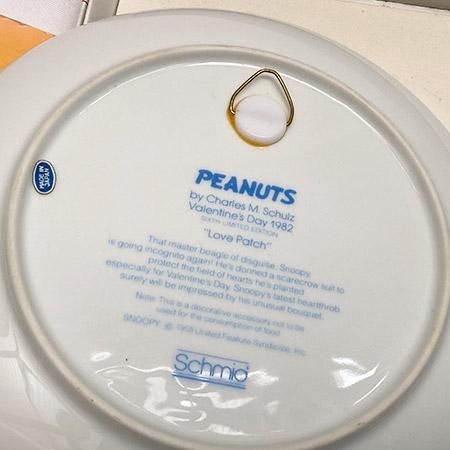 MADE IN
JAPAN
PEANUTS
by Charles M. Schulz
Valentine's Day 1982
SIXTH LIMITED EDITION
"Love Patch"
That master beagle of disguise, Snoopy,
is going incognito again! He's donned a scarecrow suit to
protect the field of hearts he's planted
especially for Valentine's Day. Snoopy's latest heartthrob
surely will be impressed by his unusual bouquet.
Note: This is a decorative accessory not to be
used for the consumption of food.
SNOOPY: © 1958 United Feature Syndicate, Inc.
Schmid